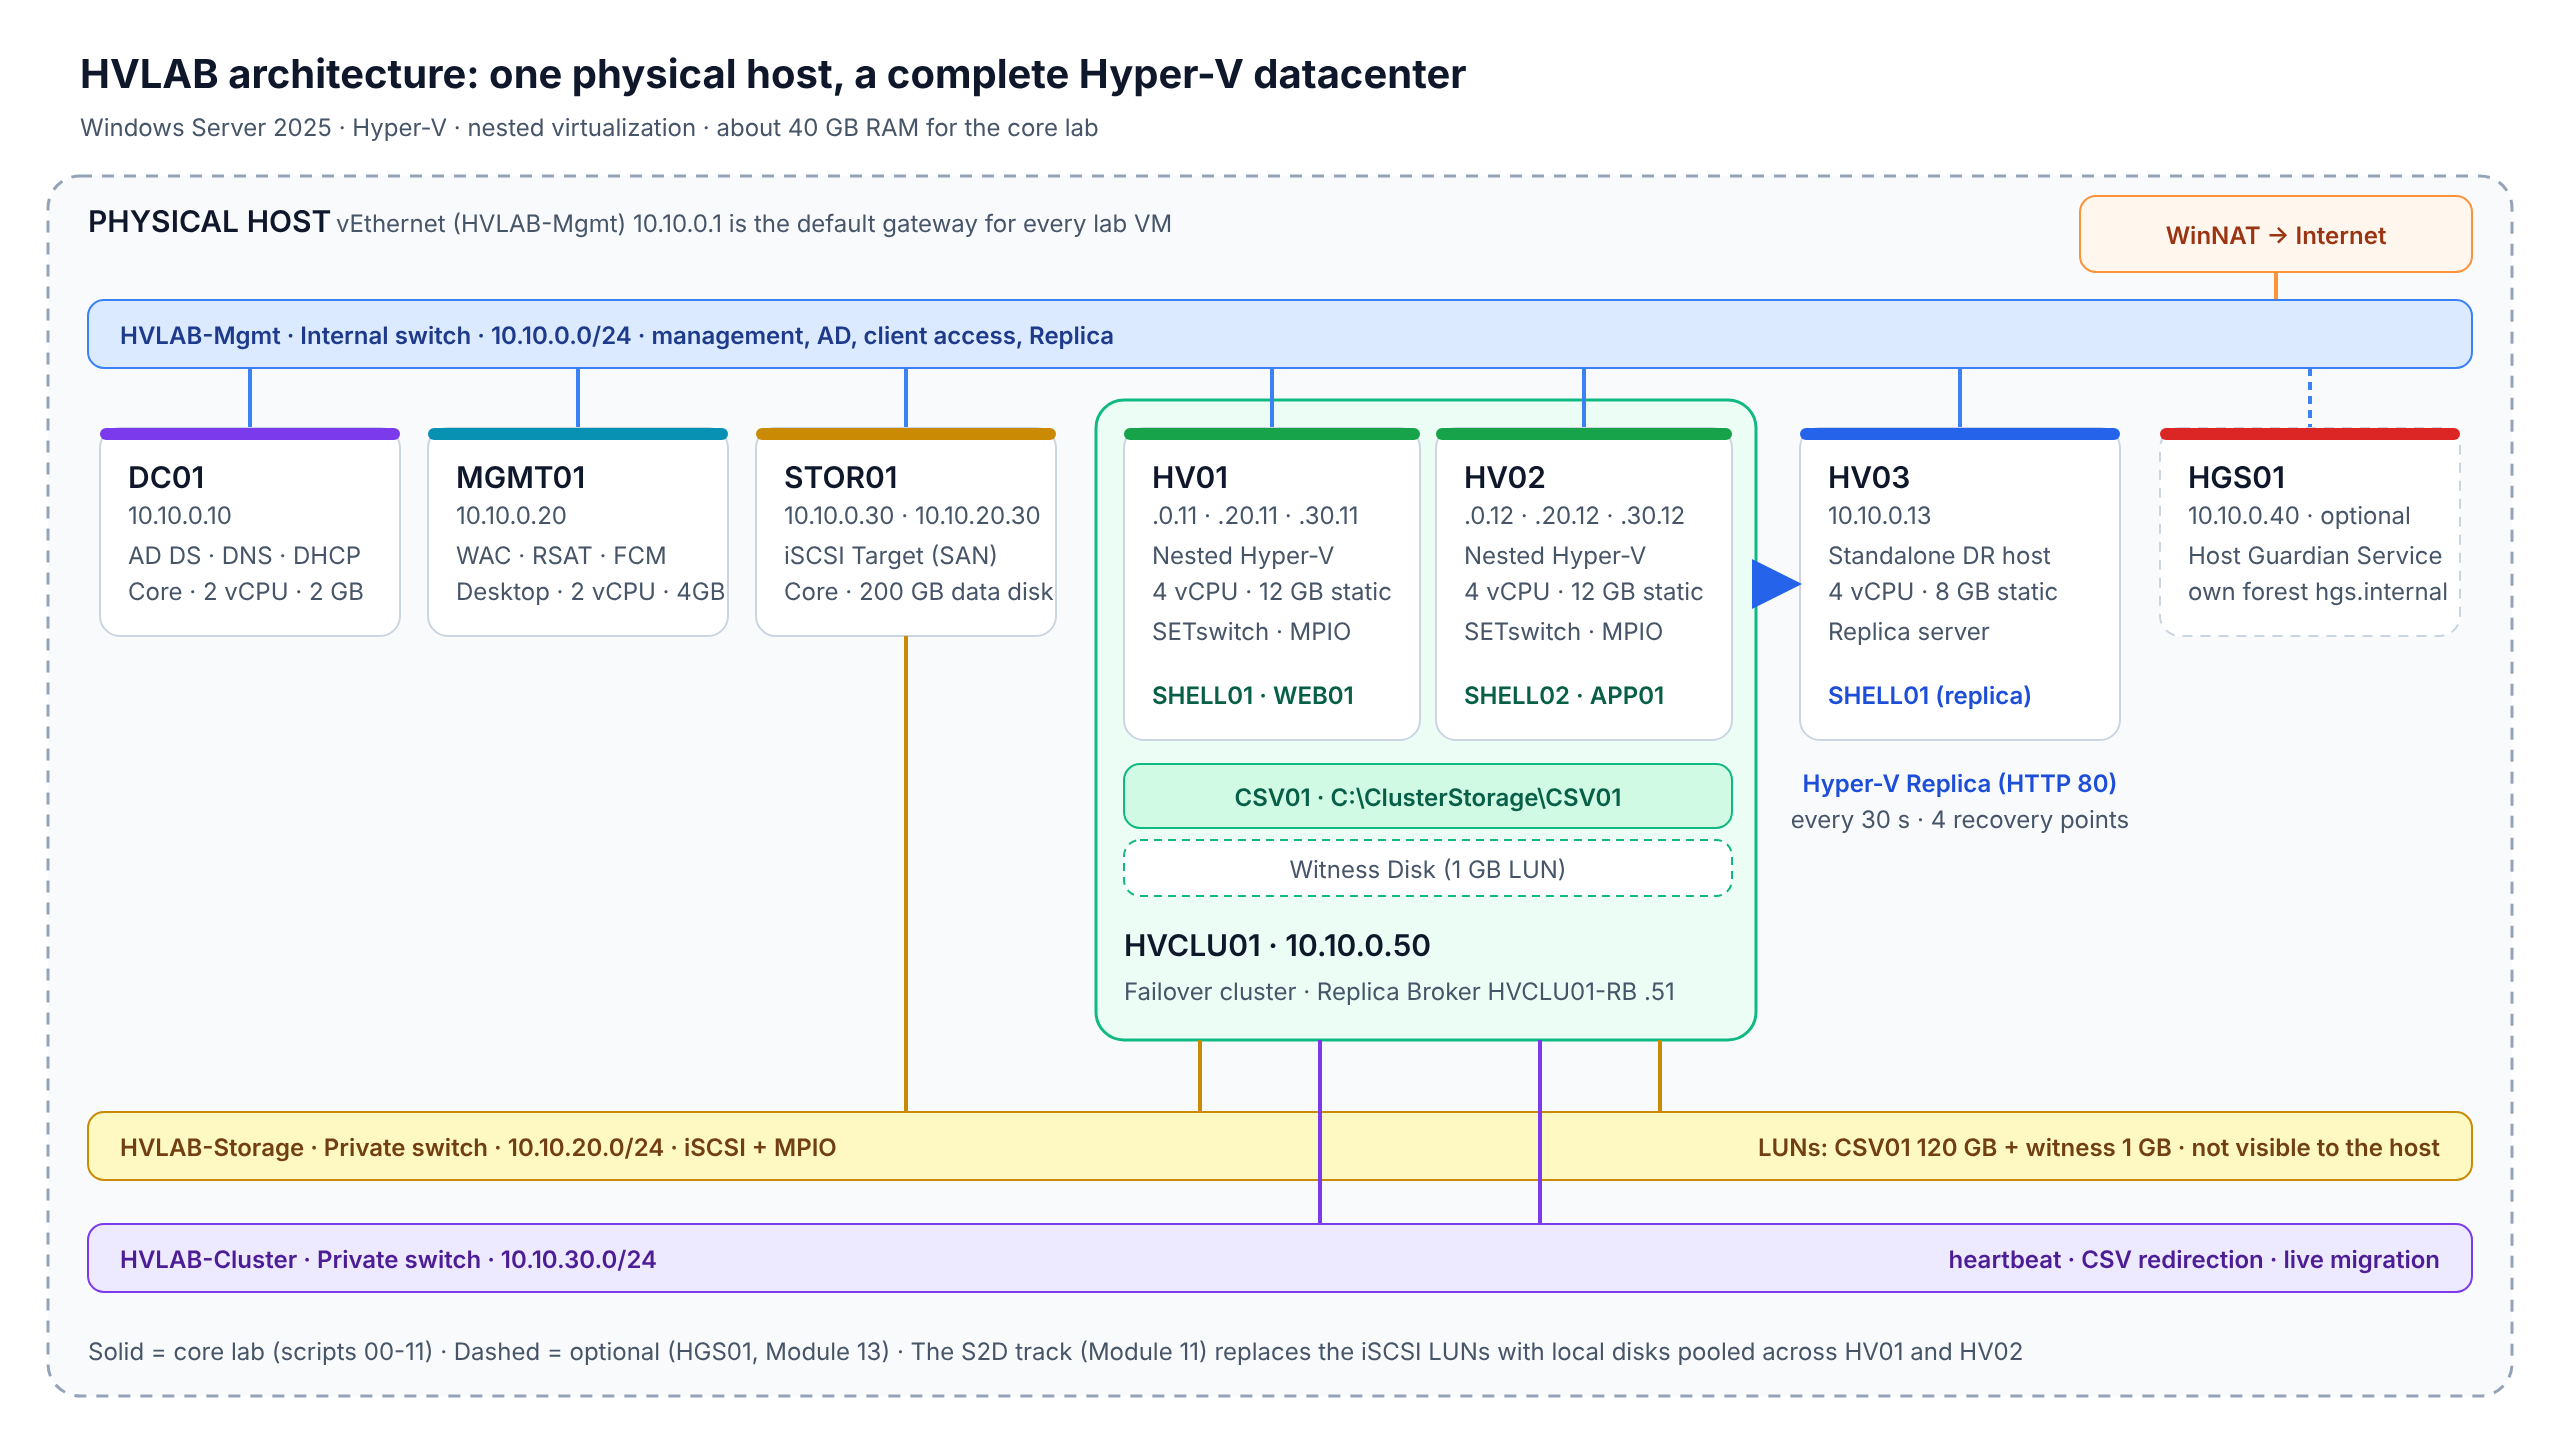 HVLAB architecture: one physical host, a complete Hyper-V datacenter
Windows Server 2025 · Hyper-V · nested virtualization · about 40 GB RAM for the core lab
PHYSICAL HOST vEthernet (HVLAB-Mgmt) 10.10.0.1 is the default gateway for every lab VM
WinNAT → Internet
HVLAB-Mgmt · Internal switch · 10.10.0.0/24 · management, AD, client access, Replica
DC01
10.10.0.10
AD DS · DNS · DHCP
Core · 2 vCPU · 2 GB
MGMT01
10.10.0.20
WAC · RSAT · FCM
Desktop · 2 vCPU · 4GB
STOR01
10.10.0.30 · 10.10.20.30
iSCSI Target (SAN)
Core · 200 GB data disk
HV01
.0.11 · .20.11 · .30.11
Nested Hyper-V
4 vCPU · 12 GB static
SETswitch · MPIO
SHELL01 · WEB01
HV02
.0.12 · .20.12 · .30.12
Nested Hyper-V
4 vCPU · 12 GB static
SETswitch · MPIO
SHELL02 · APP01
HV03
10.10.0.13
Standalone DR host
4 vCPU · 8 GB static
Replica server
SHELL01 (replica)
HGS01
10.10.0.40 · optional
Host Guardian Service
own forest hgs.internal
CSV01 · C:\ClusterStorage\CSV01
Witness Disk (1 GB LUN)
HVCLU01 · 10.10.0.50
Failover cluster · Replica Broker HVCLU01-RB .51
Hyper-V Replica (HTTP 80)
every 30 s · 4 recovery points
HVLAB-Storage · Private switch · 10.10.20.0/24 · iSCSI + MPIO
LUNs: CSV01 120 GB + witness 1 GB · not visible to the host
HVLAB-Cluster · Private switch · 10.10.30.0/24
heartbeat · CSV redirection · live migration
Solid = core lab (scripts 00-11) · Dashed = optional (HGS01, Module 13) · The S2D track (Module 11) replaces the iSCSI LUNs with local disks pooled across HV01 and HV02